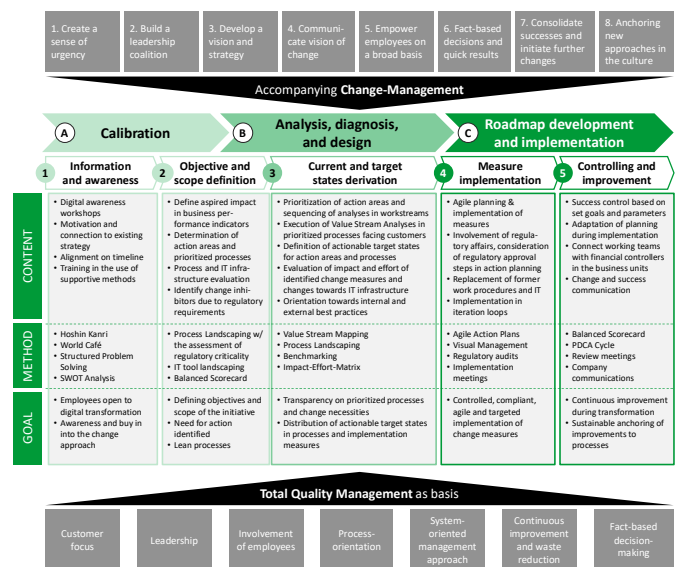 1. Create a
sense of
urgency
2. Build a
leadership
coalition
3. Develop a
vision and
strategy
4. Communi-
cate vision of
change
5. Empower
employees on
a broad basis
6. Fact-based
decisions and
quick results
7. Consolidate
successes and
initiate further
changes
8. Anchoring
new
approaches in
the culture
Accompanying Change-Management
A
Calibration
B
Analysis, diagnosis,
and design
C
Roadmap development
and implementation
1
Information
and awareness
2
Objective and
scope definition
3
Current and target
states derivation
4
Measure
implementation
5
Controlling and
improvement
CONTENT
• Digital awareness
workshops
• Motivation and
connection to existing
strategy
• Alignment on timeline
• Training in the use of
supportive methods
• Define aspired impact
in business per-
formance indicators
• Determination of
action areas and
prioritized processes
• Process and IT infra-
structure evaluation
• Identify change inhi-
bitors due to regulatory
requirements
• Prioritization of action areas and
sequencing of analyses in workstreams
• Execution of Value Stream Analyses in
prioritized processes facing customers
• Definition of actionable target states
for action areas and processes
• Evaluation of impact and effort of
identified change measures and
changes towards IT infrastructure
• Orientation towards internal and
external best practices
• Agile planning &
implementation of
measures
• Involvement of regula-
tory affairs, consideration
of regulatory approval
steps in action planning
• Replacement of former
work procedures and IT
• Implementation in
iteration loops
• Success control based on
set goals and parameters
• Adaptation of planning
during implementation
• Connect working teams
with financial controllers
in the business units
• Change and success
communication
METHOD
• Hoshin Kanri
• World Café
• Structured Problem
Solving
• SWOT Analysis
• Process Landscaping w/
the assessment of
regulatory criticality
• IT tool landscaping
• Balanced Scorecard
• Value Stream Mapping
• Process Landscaping
• Benchmarking
• Impact-Effort-Matrix
• Agile Action Plans
• Visual Management
• Regulatory audits
• Implementation
meetings
• Balanced Scorecard
• PDCA Cycle
• Review meetings
• Company
communications
GOAL
• Employees open to
digital transformation
• Awareness and buy in
into the change
approach
• Defining objectives and
scope of the initiative
• Need for action
identified
• Lean processes
• Transparency on prioritized processes
and change necessities
• Distribution of actionable target states
in processes and implementation
measures
• Controlled, compliant,
agile and targeted
implementation of
change measures
• Continuous improvement
during transformation
• Sustainable anchoring of
improvements to
processes
Total Quality Management as basis
Customer
focus
Leadership
Involvement
of employees
Process-
orientation
System-
oriented
management
approach
Continuous
improvement
and waste
reduction
Fact-based
decision-
making